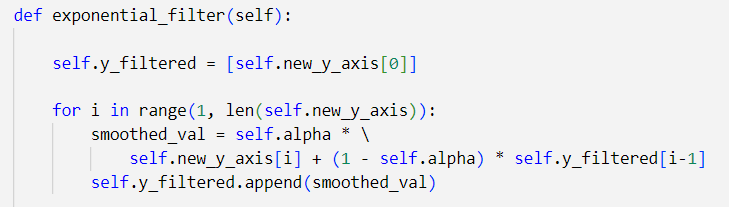 def exponential_filter(self):
self.y_filtered = [self.new_y_axis[0]]
for i in range(1, len(self.new_y_axis)):
smoothed_val = self.alpha * \
self.new_y_axis[i] + (1 - self.alpha) * self.y_filtered[i-1]
self.y_filtered.append(smoothed_val)